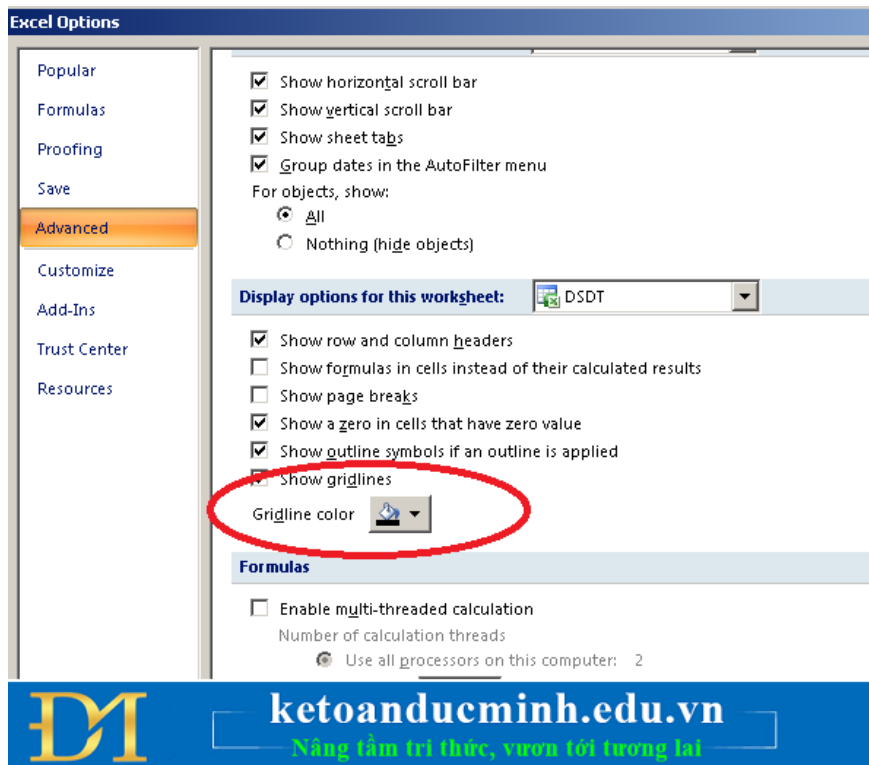 Excel Options
Popular
Formulas
Proofing
Save
Advanced
Customize
Add-Ins
Trust Center
Resources
Show horizontal scroll bar
Show vertical scroll bar
Show sheet tabs
Group dates in the AutoFilter menu
For objects, show:
All
Nothing (hide objects)
Display options for this worksheet: DSDT
Show row and column headers
Show formulas in cells instead of their calculated results
Show page breaks
Show a zero in cells that have zero value
Show outline symbols if an outline is applied
Show gridlines
Gridline color
Formulas
Enable multi-threaded calculation
Number of calculation threads
Use all processors on this computer: 2
ĐM
ketoanducminh.edu.vn
Nâng tầm tri thức, vươn tới tương lai